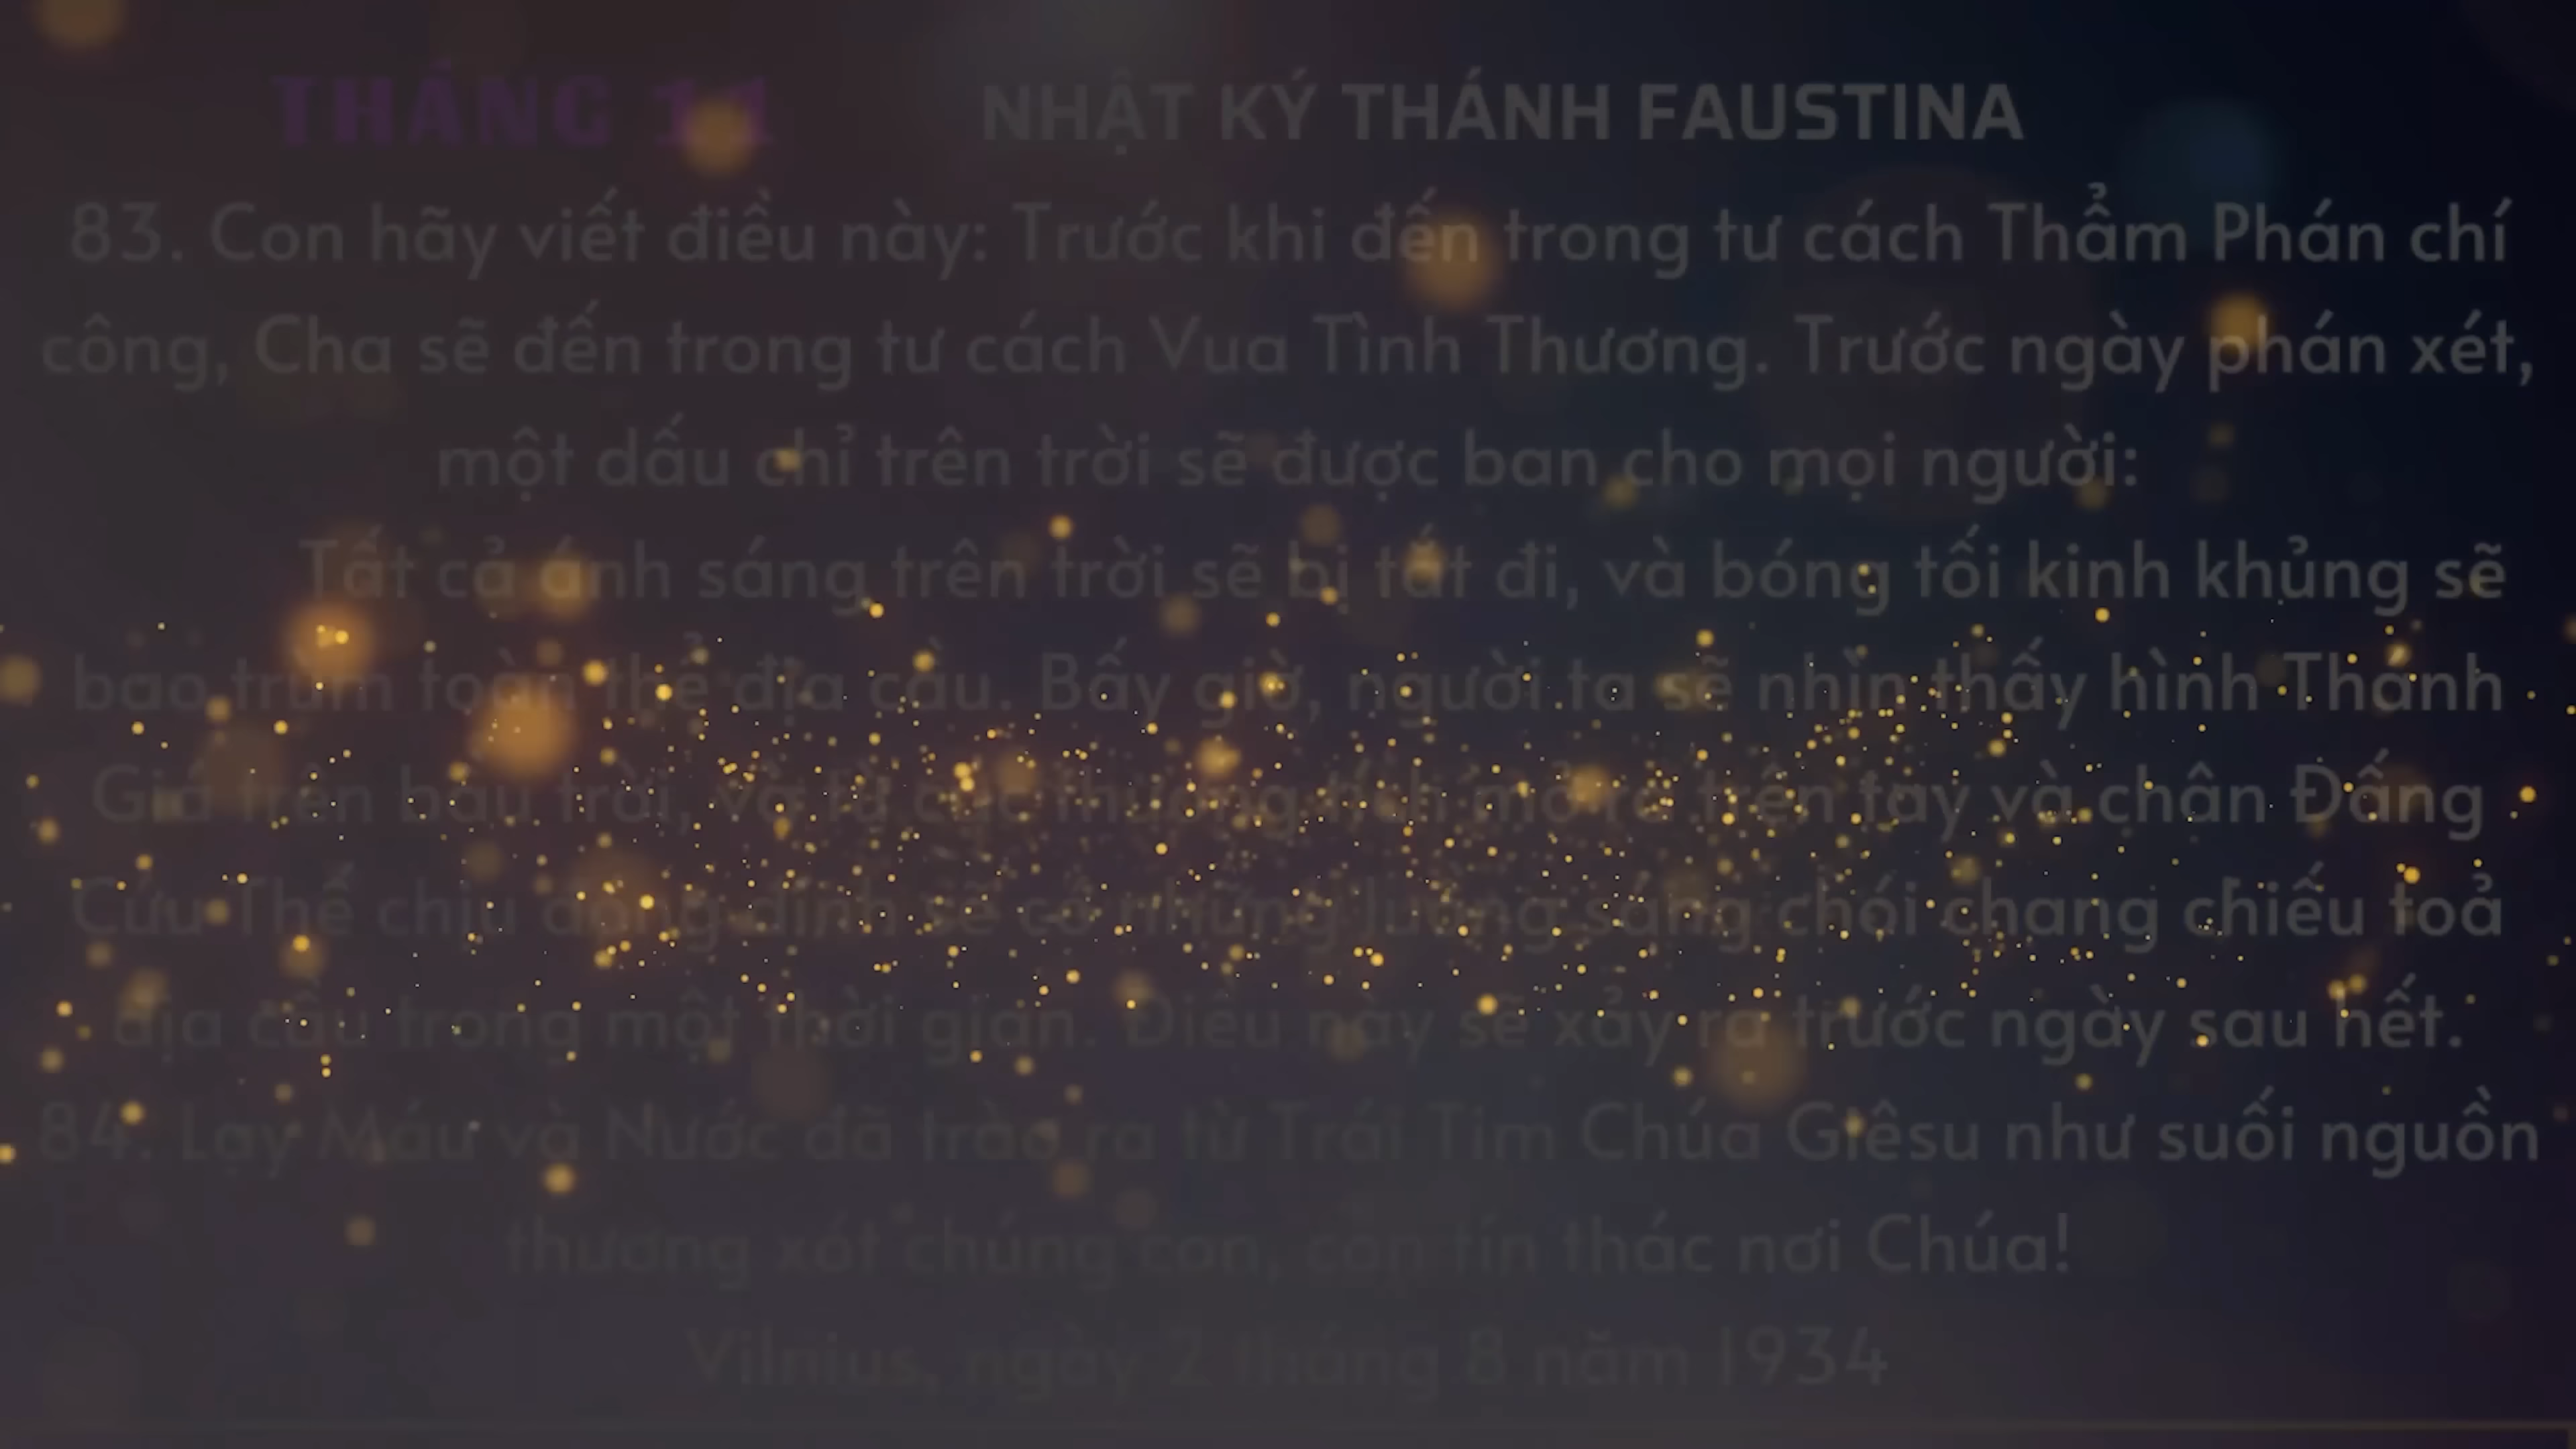 THÁNG 11 NHẬT KÝ THÁNH FAUSTINA
83. Con hãy viết điều này: Trước khi đến trong tư cách Thẩm Phán chí
công, Cha sẽ đến trong tư cách Vua Tình Thương. Trước ngày phán xét,
một dấu chỉ trên trời sẽ được ban cho mọi người:
Tất cả ánh sáng trên trời sẽ bị tắt đi, và bóng tối kinh khủng sẽ
bao trùm toàn thể địa cầu. Bấy giờ, người ta sẽ nhìn thấy hình Thánh
Giá trên bầu trời, và từ các thương tích mở ra trên tay và chân Đấng
Cứu Thế chịu đóng đinh sẽ có những luồng sáng chói chang chiếu toả
địa cầu trong một thời gian. Điều này sẽ xảy ra trước ngày sau hết.
84. Lạy Máu và Nước đã trào ra từ Trái Tim Chúa Giêsu như suối nguồn
thương xót chúng con, con tín thác nơi Chúa!
Vilnius, ngày 2 tháng 8 năm 1934